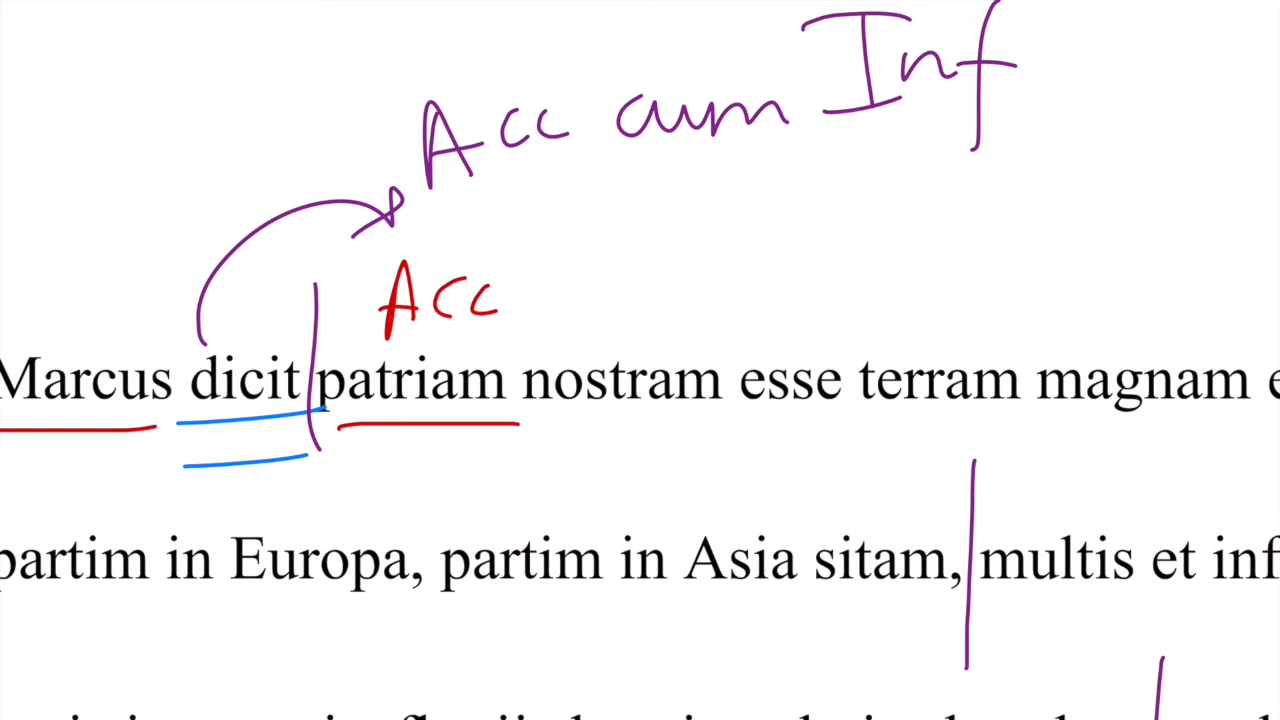 Acc cum Inf
Acc
Marcus dicit patriam nostram esse terram magnam
partim in Europa, partim in Asia sitam, multis et